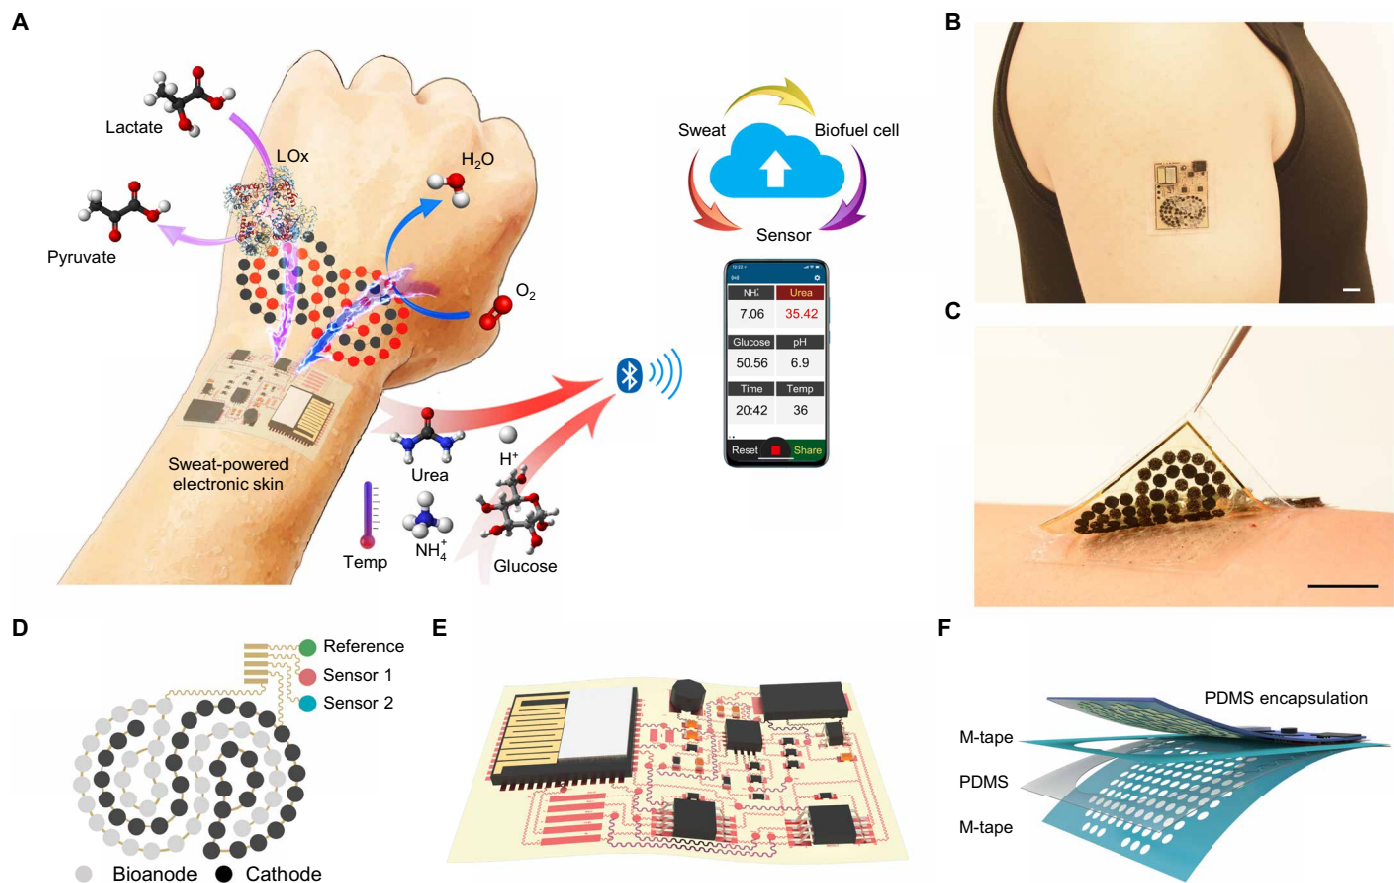 A
B
Lactate
LOx
H₂O
Pyruvate
O₂
Sweat
Biofuel cell
Sensor
12:22
NH₄⁺
Urea
7.06
35.42
Glucose
pH
50.56
6.9
Time
Temp
20:42
36
Reset
Share
Sweat-powered
electronic skin
Urea
H⁺
Temp
NH₄⁺
Glucose
C
D
Reference
Sensor 1
Sensor 2
Bioanode
Cathode
E
F
PDMS encapsulation
M-tape
PDMS
M-tape